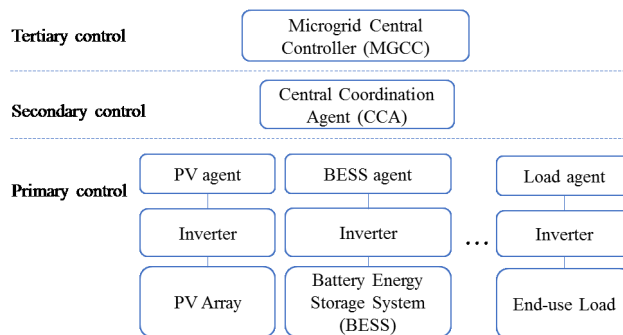 Tertiary control
Microgrid Central
Controller (MGCC)
Secondary control
Central Coordination
Agent (CCA)
Primary control
PV agent
BESS agent
Load agent
Inverter
Inverter
...
Inverter
PV Array
Battery Energy
Storage System
(BESS)
End-use Load